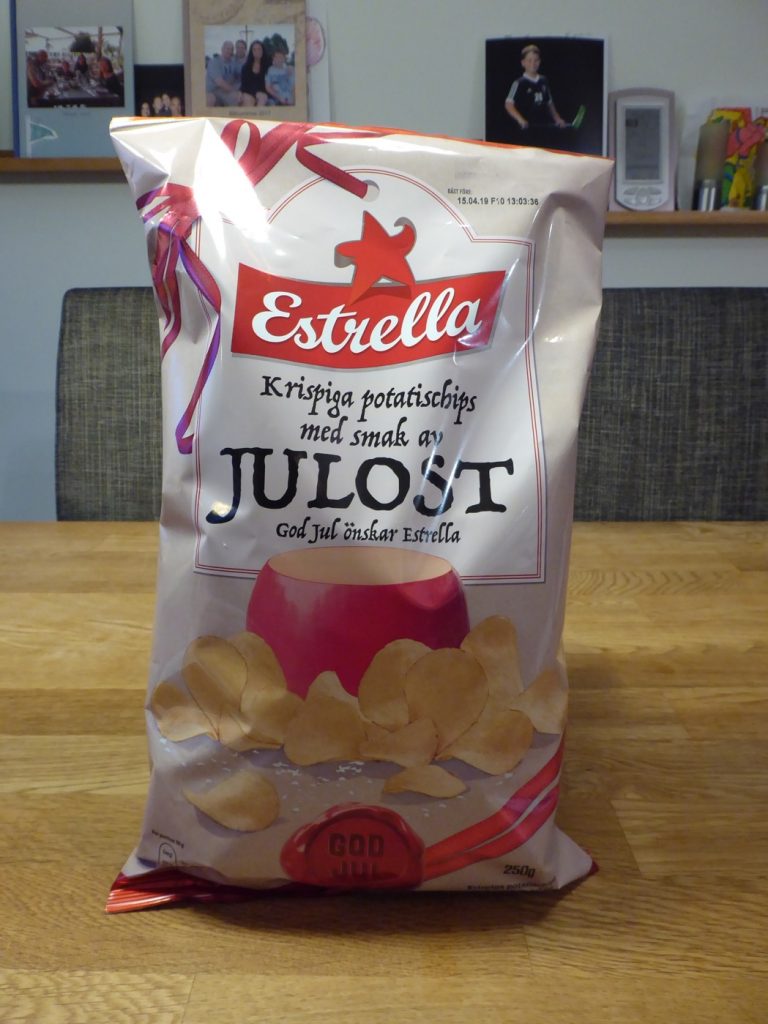 BÄST FÖRE:
15.04.19 F10 13:03:36
Estrella
Krispiga potatischips
med smak av
JULOST
God Jul önskar Estrella
GOD
JUL
250g